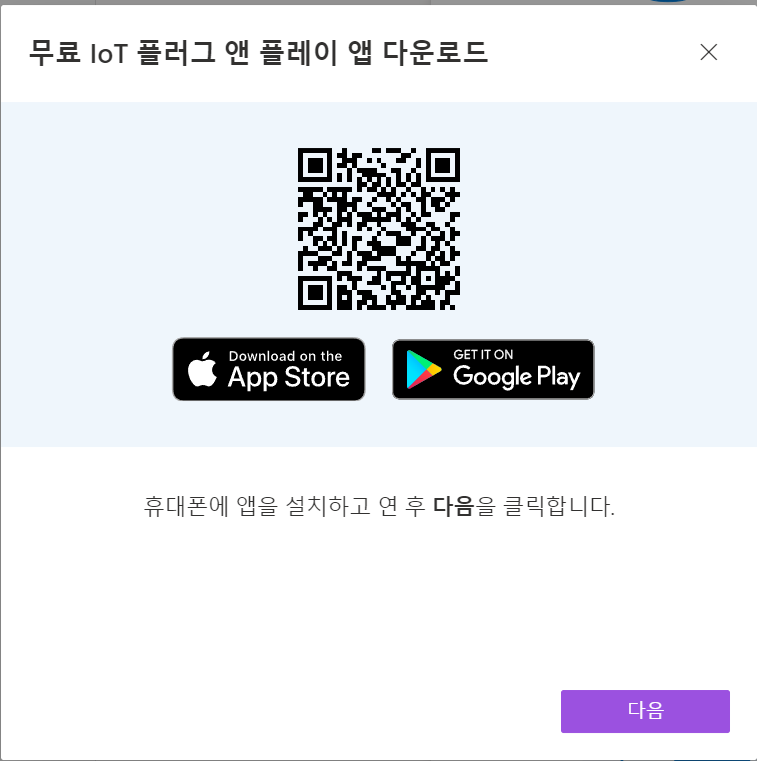 무료 IoT 플러그 앤 플레이 앱 다운로드
Download on the
App Store
GET IT ON
Google Play
휴대폰에 앱을 설치하고 연 후 다음을 클릭합니다.
다음